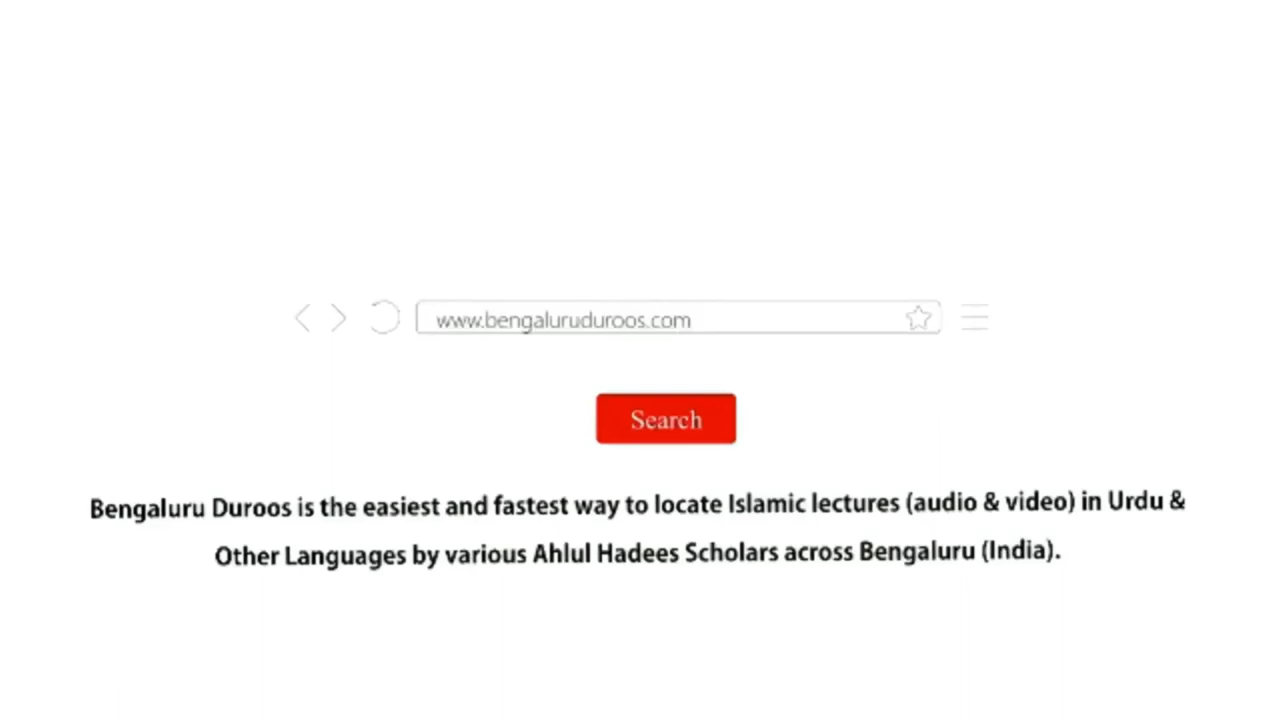 www.bengaluruduroos.com
Search
Bengaluru Duroos is the easiest and fastest way to locate Islamic lectures (audio & video) in Urdu &
Other Languages by various Ahlul Hadees Scholars across Bengaluru (India).